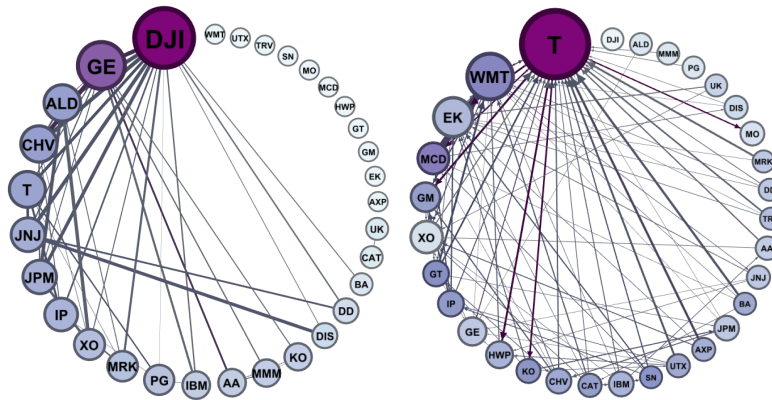 DJI
WMT
UTX
TRV
SN
MO
MCD
HWP
GT
GM
EK
AXP
UK
CAT
BA
DD
DIS
KO
MMM
AA
IBM
PG
MRK
XO
IP
JPM
JNJ
T
CHV
ALD
GE
T
DJI
ALD
MMM
PG
UK
DIS
MO
MRK
AA
JNJ
BA
JPM
AXP
UTX
SN
IBM
CAT
CHV
KO
HWP
GE
IP
GT
XO
GM
MCD
EK
WMT